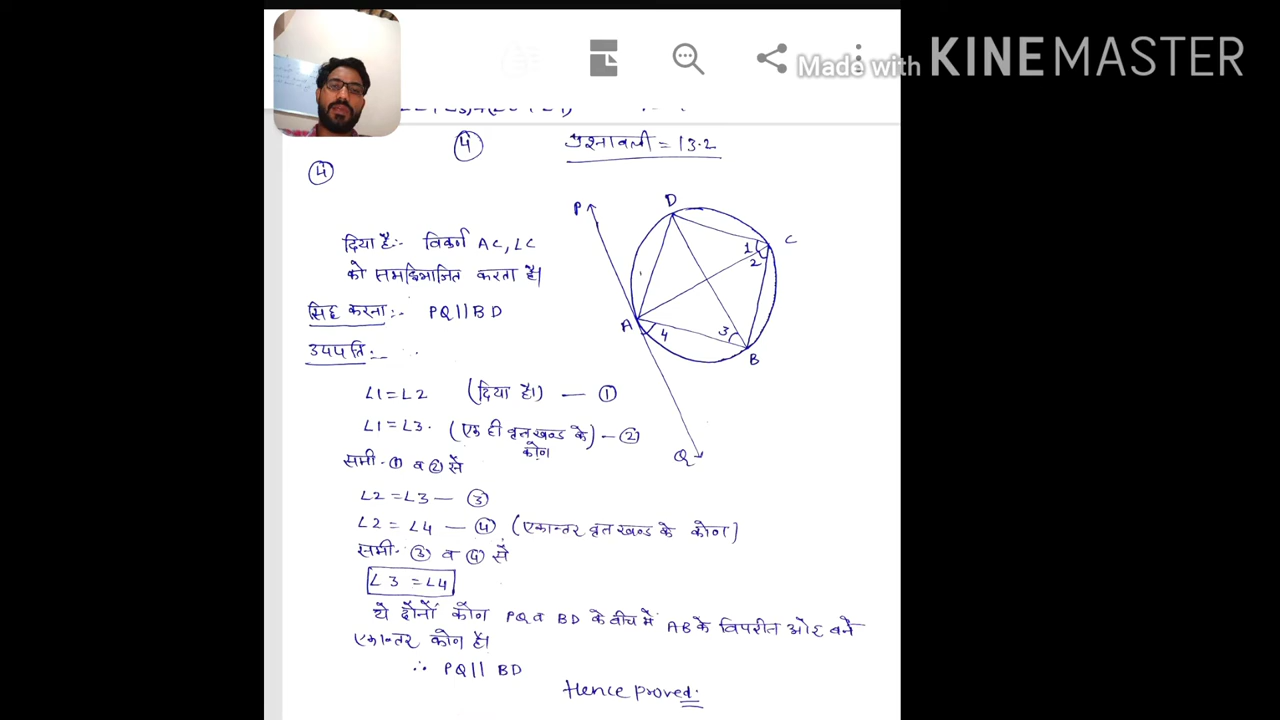 Made with KINEMASTER
④ प्रश्नावली = 13.2
④
P D C
दिया है:- विकर्ण AC, ∠C
को समद्विभाजित करता है।
1
2
सिद्ध करना:- PQ||BD
A 4 3 B
उपपत्ति:-
∠1=∠2 (दिया है।) — ①
∠1=∠3. (एक ही वृत्तखण्ड के कोण) — ②
Q
समी. ① व ② से
∠2 = ∠3 — ③
∠2 = ∠4 — ④ (एकान्तर वृत खण्ड के कोण)
समी. ③ व ④ से
∠3 = ∠4
ये दोनों कोण PQ व BD के बीच में AB के विपरीत ओर बने
एकान्तर कोण है।
∴ PQ|| BD
Hence proved.